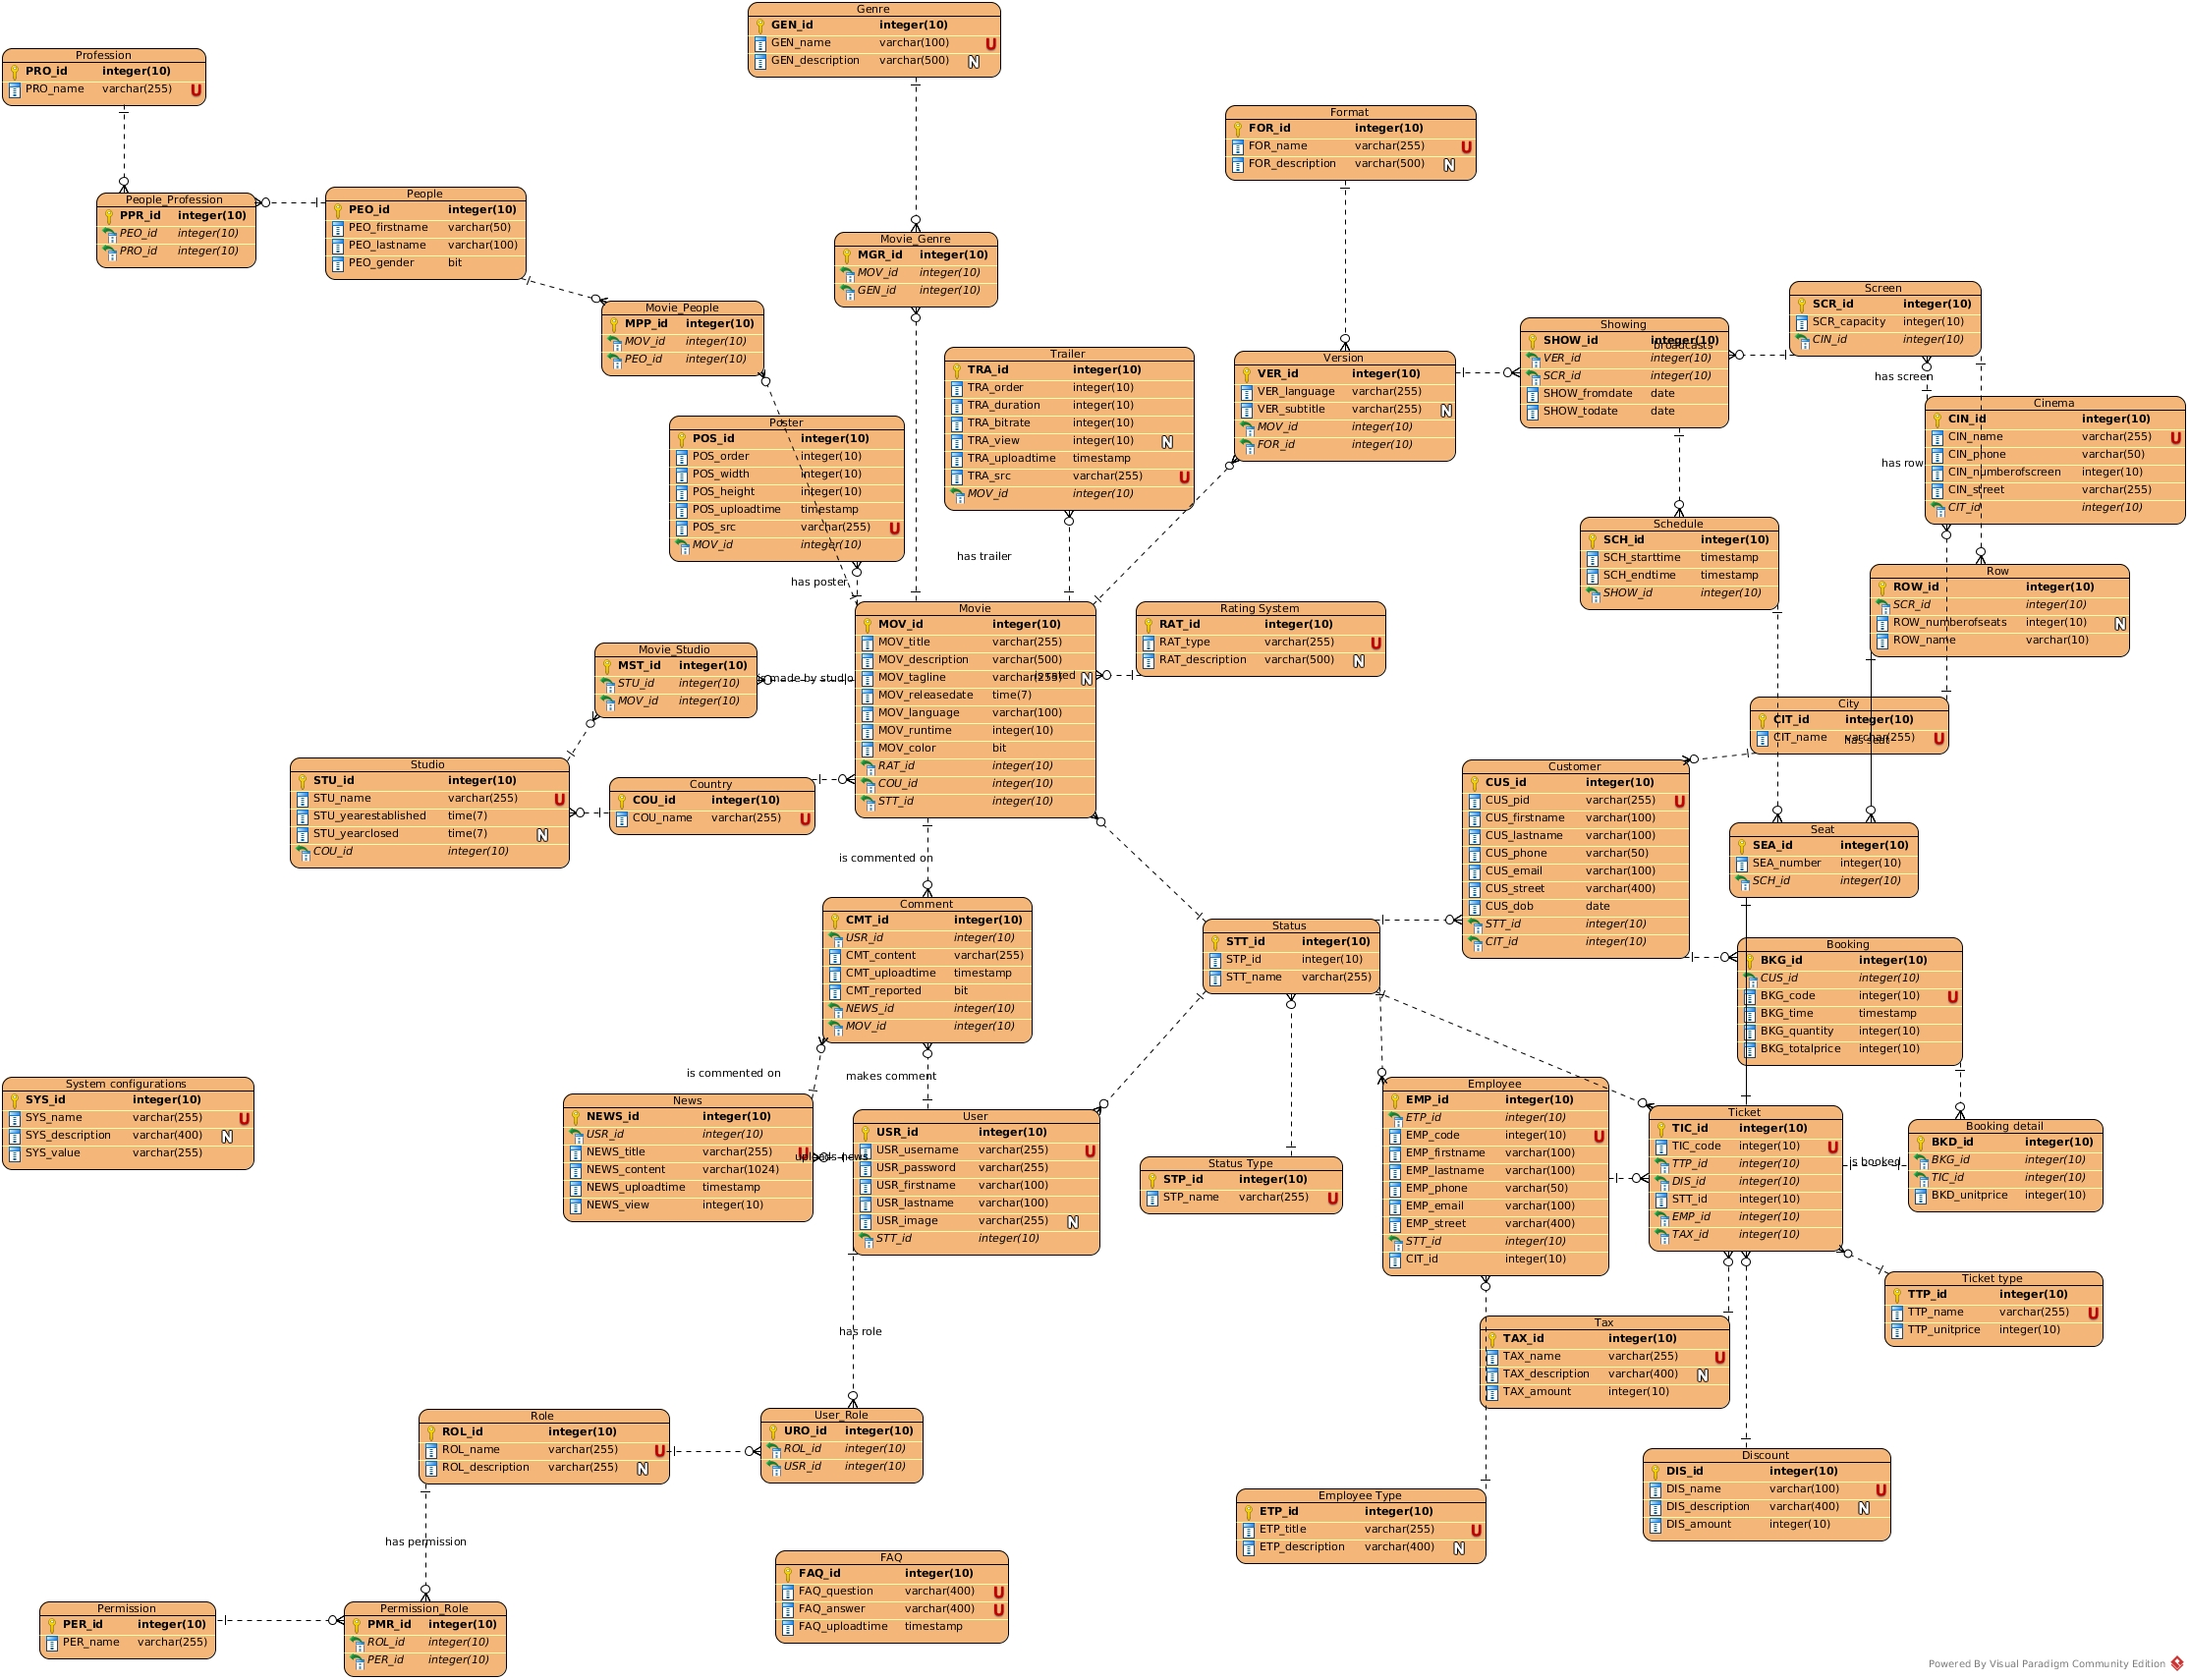 Genre
GEN_id integer(10)
GEN_name varchar(100) U
GEN_description varchar(500) N
Profession
PRO_id integer(10)
PRO_name varchar(255) U
Format
FOR_id integer(10)
FOR_name varchar(255) U
FOR_description varchar(500) N
People_Profession
PPR_id integer(10)
PEO_id integer(10)
PRO_id integer(10)
People
PEO_id integer(10)
PEO_firstname varchar(50)
PEO_lastname varchar(100)
PEO_gender bit
Movie_Genre
MGR_id integer(10)
MOV_id integer(10)
GEN_id integer(10)
Movie_People
MPP_id integer(10)
MOV_id integer(10)
PEO_id integer(10)
Screen
SCR_id integer(10)
SCR_capacity integer(10)
CIN_id integer(10)
Showing
SHOW_id integer(10)
broadcasts
VER_id integer(10)
SCR_id integer(10)
SHOW_fromdate date
SHOW_todate date
Trailer
TRA_id integer(10)
TRA_order integer(10)
TRA_duration integer(10)
TRA_bitrate integer(10)
TRA_view integer(10) N
TRA_uploadtime timestamp
TRA_src varchar(255) U
MOV_id integer(10)
Version
VER_id integer(10)
VER_language varchar(255)
VER_subtitle varchar(255) N
MOV_id integer(10)
FOR_id integer(10)
has screen
Cinema
CIN_id integer(10)
CIN_name varchar(255) U
CIN_phone varchar(50)
CIN_numberofscreen integer(10)
CIN_street varchar(255)
CIT_id integer(10)
has row
Poster
POS_id integer(10)
POS_order integer(10)
POS_width integer(10)
POS_height integer(10)
POS_uploadtime timestamp
POS_src varchar(255) U
MOV_id integer(10)
has poster
has trailer
Schedule
SCH_id integer(10)
SCH_starttime timestamp
SCH_endtime timestamp
SHOW_id integer(10)
Row
ROW_id integer(10)
SCR_id integer(10)
ROW_numberofseats integer(10) N
ROW_name varchar(10)
Movie
MOV_id integer(10)
MOV_title varchar(255)
MOV_description varchar(500)
MOV_tagline varchar(255) N
MOV_releasedate time(7)
MOV_language varchar(100)
MOV_runtime integer(10)
MOV_color bit
RAT_id integer(10)
COU_id integer(10)
STT_id integer(10)
is rated
Rating System
RAT_id integer(10)
RAT_type varchar(255) U
RAT_description varchar(500) N
Movie_Studio
MST_id integer(10)
STU_id integer(10)
MOV_id integer(10)
is made by studio
City
CIT_id integer(10)
CIT_name varchar(255) U
has seat
Studio
STU_id integer(10)
STU_name varchar(255) U
STU_yearestablished time(7)
STU_yearclosed time(7) N
COU_id integer(10)
Country
COU_id integer(10)
COU_name varchar(255) U
Customer
CUS_id integer(10)
CUS_pid varchar(255) U
CUS_firstname varchar(100)
CUS_lastname varchar(100)
CUS_phone varchar(50)
CUS_email varchar(100)
CUS_street varchar(400)
CUS_dob date
STT_id integer(10)
CIT_id integer(10)
Seat
SEA_id integer(10)
SEA_number integer(10)
SCH_id integer(10)
is commented on
Comment
CMT_id integer(10)
USR_id integer(10)
CMT_content varchar(255)
CMT_uploadtime timestamp
CMT_reported bit
NEWS_id integer(10)
MOV_id integer(10)
Status
STT_id integer(10)
STP_id integer(10)
STT_name varchar(255)
Booking
BKG_id integer(10)
CUS_id integer(10)
BKG_code integer(10) U
BKG_time timestamp
BKG_quantity integer(10)
BKG_totalprice integer(10)
is commented on
makes comment
System configurations
SYS_id integer(10)
SYS_name varchar(255) U
SYS_description varchar(400) N
SYS_value varchar(255)
News
NEWS_id integer(10)
USR_id integer(10)
NEWS_title varchar(255) U
NEWS_content varchar(1024)
NEWS_uploadtime timestamp
NEWS_view integer(10)
uploads news
User
USR_id integer(10)
USR_username varchar(255) U
USR_password varchar(255)
USR_firstname varchar(100)
USR_lastname varchar(100)
USR_image varchar(255) N
STT_id integer(10)
Status Type
STP_id integer(10)
STP_name varchar(255) U
Employee
EMP_id integer(10)
ETP_id integer(10)
EMP_code integer(10) U
EMP_firstname varchar(100)
EMP_lastname varchar(100)
EMP_phone varchar(50)
EMP_email varchar(100)
EMP_street varchar(400)
STT_id integer(10)
CIT_id integer(10)
Ticket
TIC_id integer(10)
TIC_code integer(10) U
TTP_id integer(10)
DIS_id integer(10)
STT_id integer(10)
EMP_id integer(10)
TAX_id integer(10)
is booked
Booking detail
BKD_id integer(10)
BKG_id integer(10)
TIC_id integer(10)
BKD_unitprice integer(10)
Ticket type
TTP_id integer(10)
TTP_name varchar(255) U
TTP_unitprice integer(10)
has role
Tax
TAX_id integer(10)
TAX_name varchar(255) U
TAX_description varchar(400) N
TAX_amount integer(10)
Role
ROL_id integer(10)
ROL_name varchar(255) U
ROL_description varchar(255) N
User_Role
URO_id integer(10)
ROL_id integer(10)
USR_id integer(10)
Discount
DIS_id integer(10)
DIS_name varchar(100) U
DIS_description varchar(400) N
DIS_amount integer(10)
Employee Type
ETP_id integer(10)
ETP_title varchar(255) U
ETP_description varchar(400) N
has permission
FAQ
FAQ_id integer(10)
FAQ_question varchar(400) U
FAQ_answer varchar(400) U
FAQ_uploadtime timestamp
Permission
PER_id integer(10)
PER_name varchar(255)
Permission_Role
PMR_id integer(10)
ROL_id integer(10)
PER_id integer(10)
Powered By Visual Paradigm Community Edition